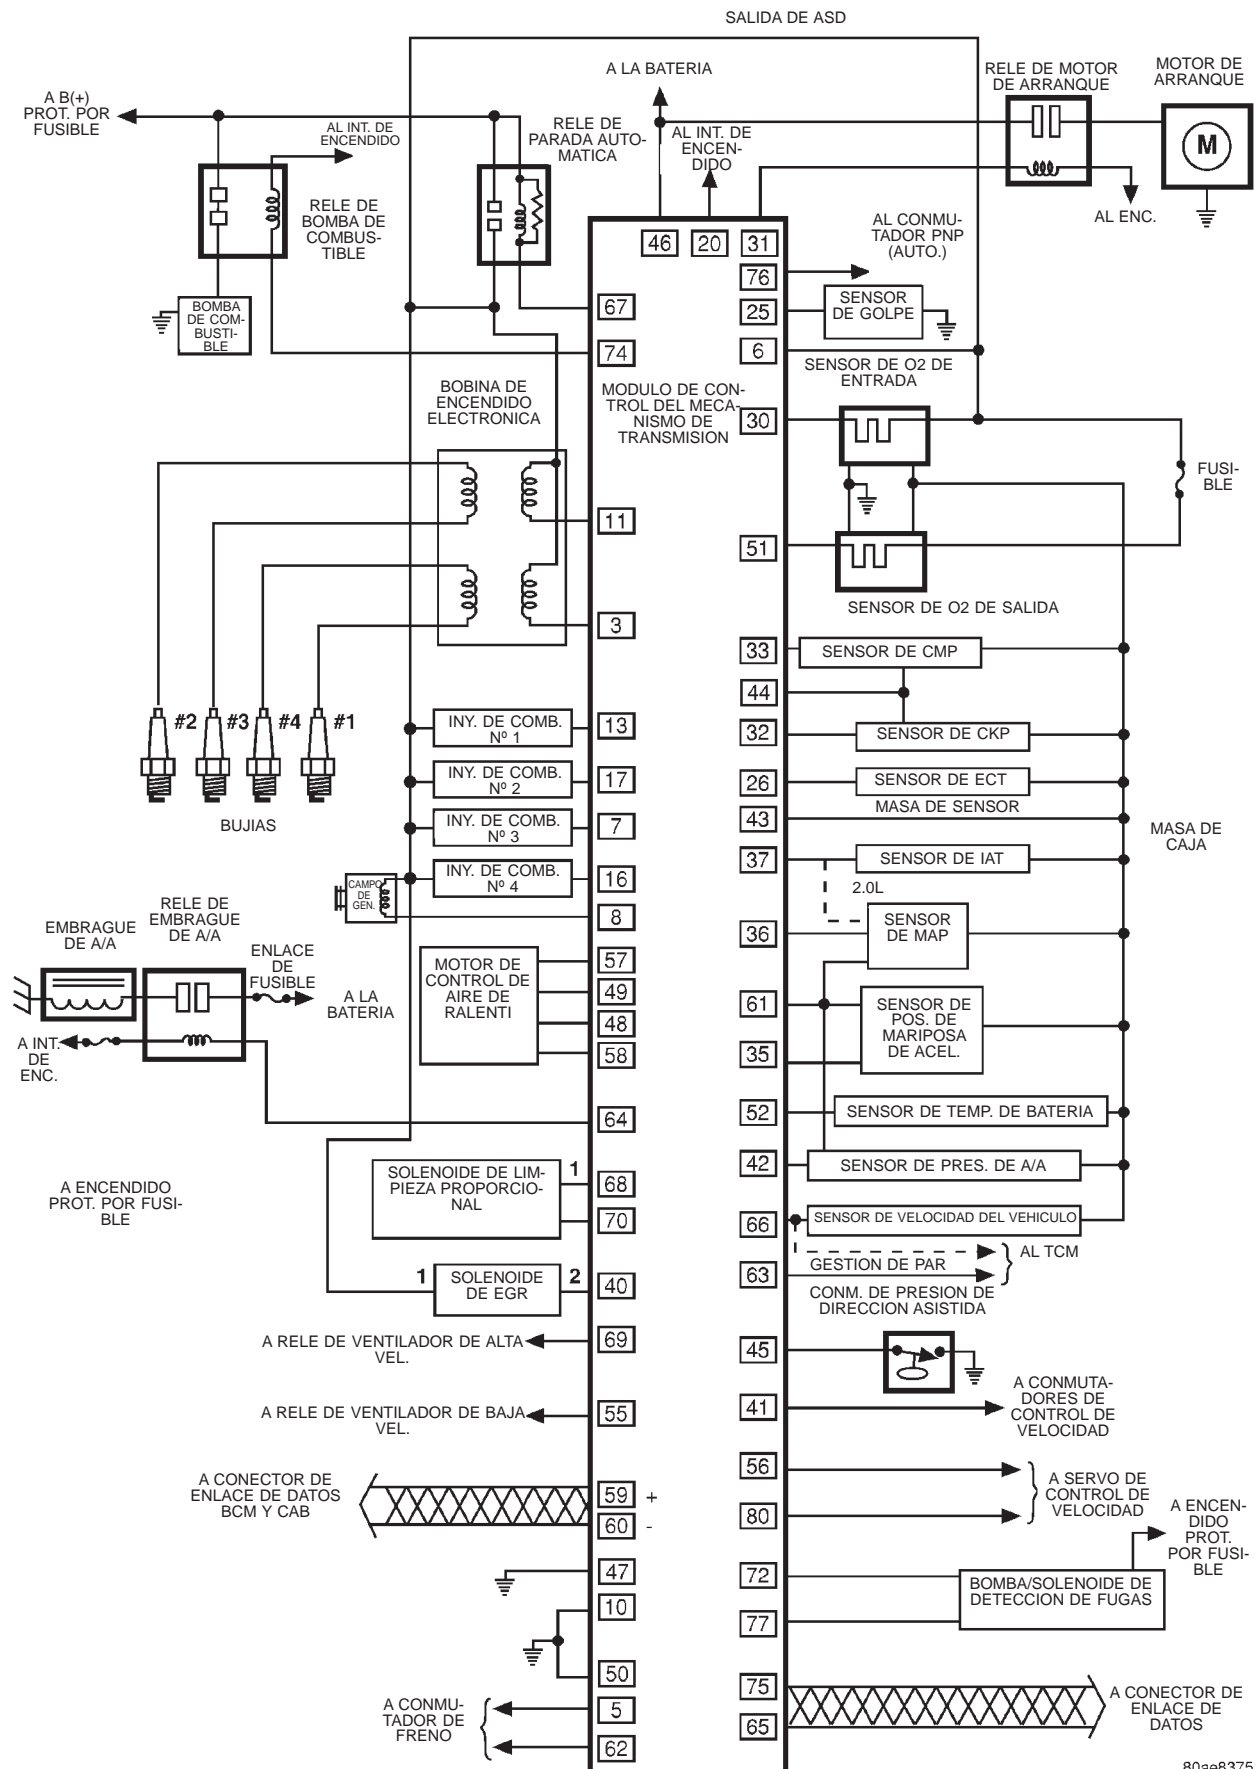 SALIDA DE ASD
A LA BATERIA
RELE DE MOTOR
DE ARRANQUE
MOTOR DE
ARRANQUE
A B(+)
PROT. POR
FUSIBLE
AL INT. DE
ENCENDIDO
RELE DE
PARADA AUTO-
MATICA
AL INT. DE
ENCEN-
DIDO
M
RELE DE
BOMBA DE
COMBUS-
TIBLE
AL ENC.
AL CONMU-
TADOR PNP
(AUTO.)
46
20
31
76
BOMBA
DE COM-
BUSTI-
BLE
67
25
SENSOR
DE GOLPE
74
6
SENSOR DE O2 DE
ENTRADA
BOBINA DE
ENCENDIDO
ELECTRONICA
MODULO DE CON-
TROL DEL MECA-
NISMO DE
TRANSMISION
30
FUSI-
BLE
11
51
SENSOR DE O2 DE SALIDA
3
33
SENSOR DE CMP
44
#2
#3
#4
#1
INY. DE COMB.
Nº 1
13
32
SENSOR DE CKP
INY. DE COMB.
Nº 2
17
26
SENSOR DE ECT
MASA DE SENSOR
BUJIAS
INY. DE COMB.
Nº 3
7
43
MASA DE
CAJA
37
SENSOR DE IAT
INY. DE COMB.
Nº 4
16
2.0L
CAMPO
DE
GEN.
8
EMBRAGUE
DE A/A
RELE DE
EMBRAGUE
DE A/A
36
SENSOR
DE MAP
ENLACE
DE
FUSIBLE
A LA
BATERIA
MOTOR DE
CONTROL DE
AIRE DE
RALENTI
57
49
48
58
61
SENSOR DE
POS. DE
MARIPOSA
DE ACEL.
35
A INT.
DE
ENC.
64
52
SENSOR DE TEMP. DE BATERIA
42
SENSOR DE PRES. DE A/A
A ENCENDIDO
PROT. POR FUSI-
BLE
SOLENOIDE DE LIM-
PIEZA PROPORCIO-
NAL
1
68
70
66
SENSOR DE VELOCIDAD DEL VEHICULO
AL TCM
GESTION DE PAR
63
CONM. DE PRESION DE
DIRECCION ASISTIDA
1
SOLENOIDE
DE EGR
2
40
A RELE DE VENTILADOR DE ALTA
VEL.
69
45
A RELE DE VENTILADOR DE BAJA
VEL.
55
41
A CONMUTA-
DORES DE
CONTROL DE
VELOCIDAD
56
80
A SERVO DE
CONTROL DE
VELOCIDAD
A CONECTOR DE
ENLACE DE DATOS
BCM Y CAB
59 +
60 -
A ENCEN-
DIDO
PROT.
POR FUSI-
BLE
47
72
BOMBA/SOLENOIDE DE
DETECCION DE FUGAS
10
77
50
75
65
A CONECTOR DE
ENLACE DE
DATOS
A CONMU-
TADOR DE
FRENO
5
62
80ae8375